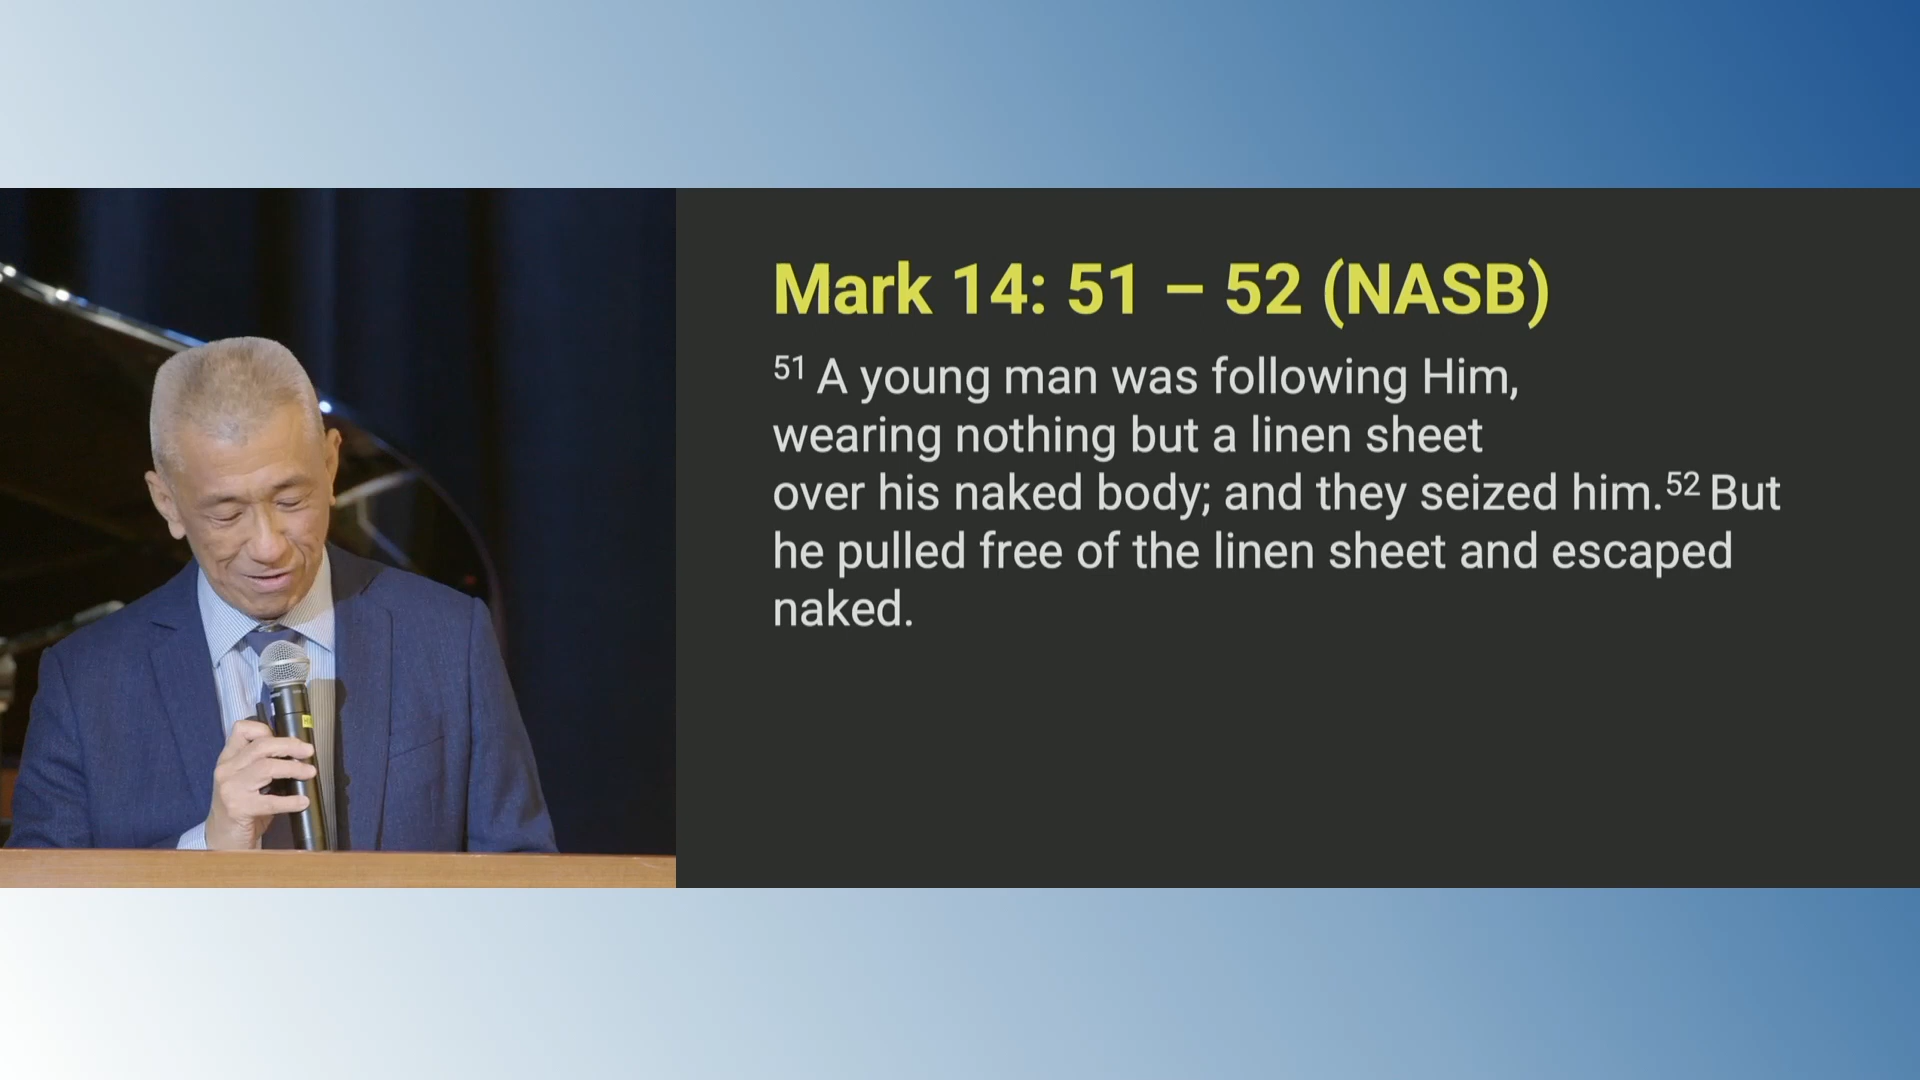 Mark 14: 51 – 52 (NASB)
51 A young man was following Him,
wearing nothing but a linen sheet
over his naked body; and they seized him.52 But
he pulled free of the linen sheet and escaped
naked.